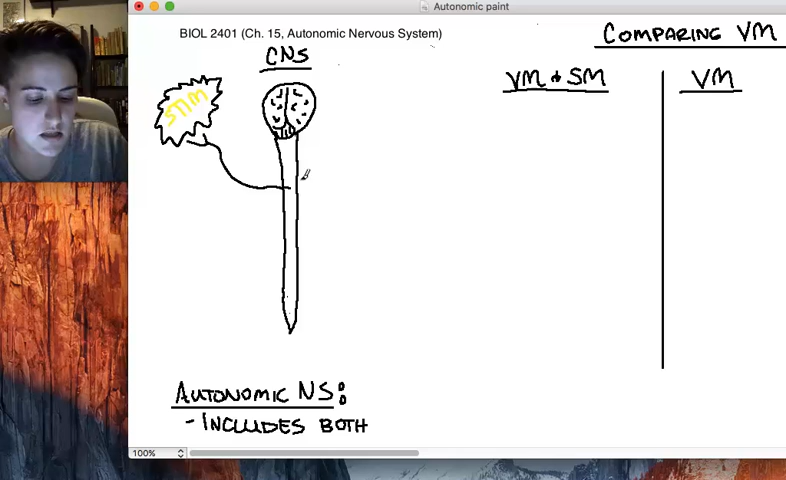 Autonomic paint
BIOL 2401 (Ch. 15, Autonomic Nervous System)
COMPARING VM
CNS
VM + SM
VM
STIM
AUTONOMIC NS:
- INCLUDES BOTH
100%